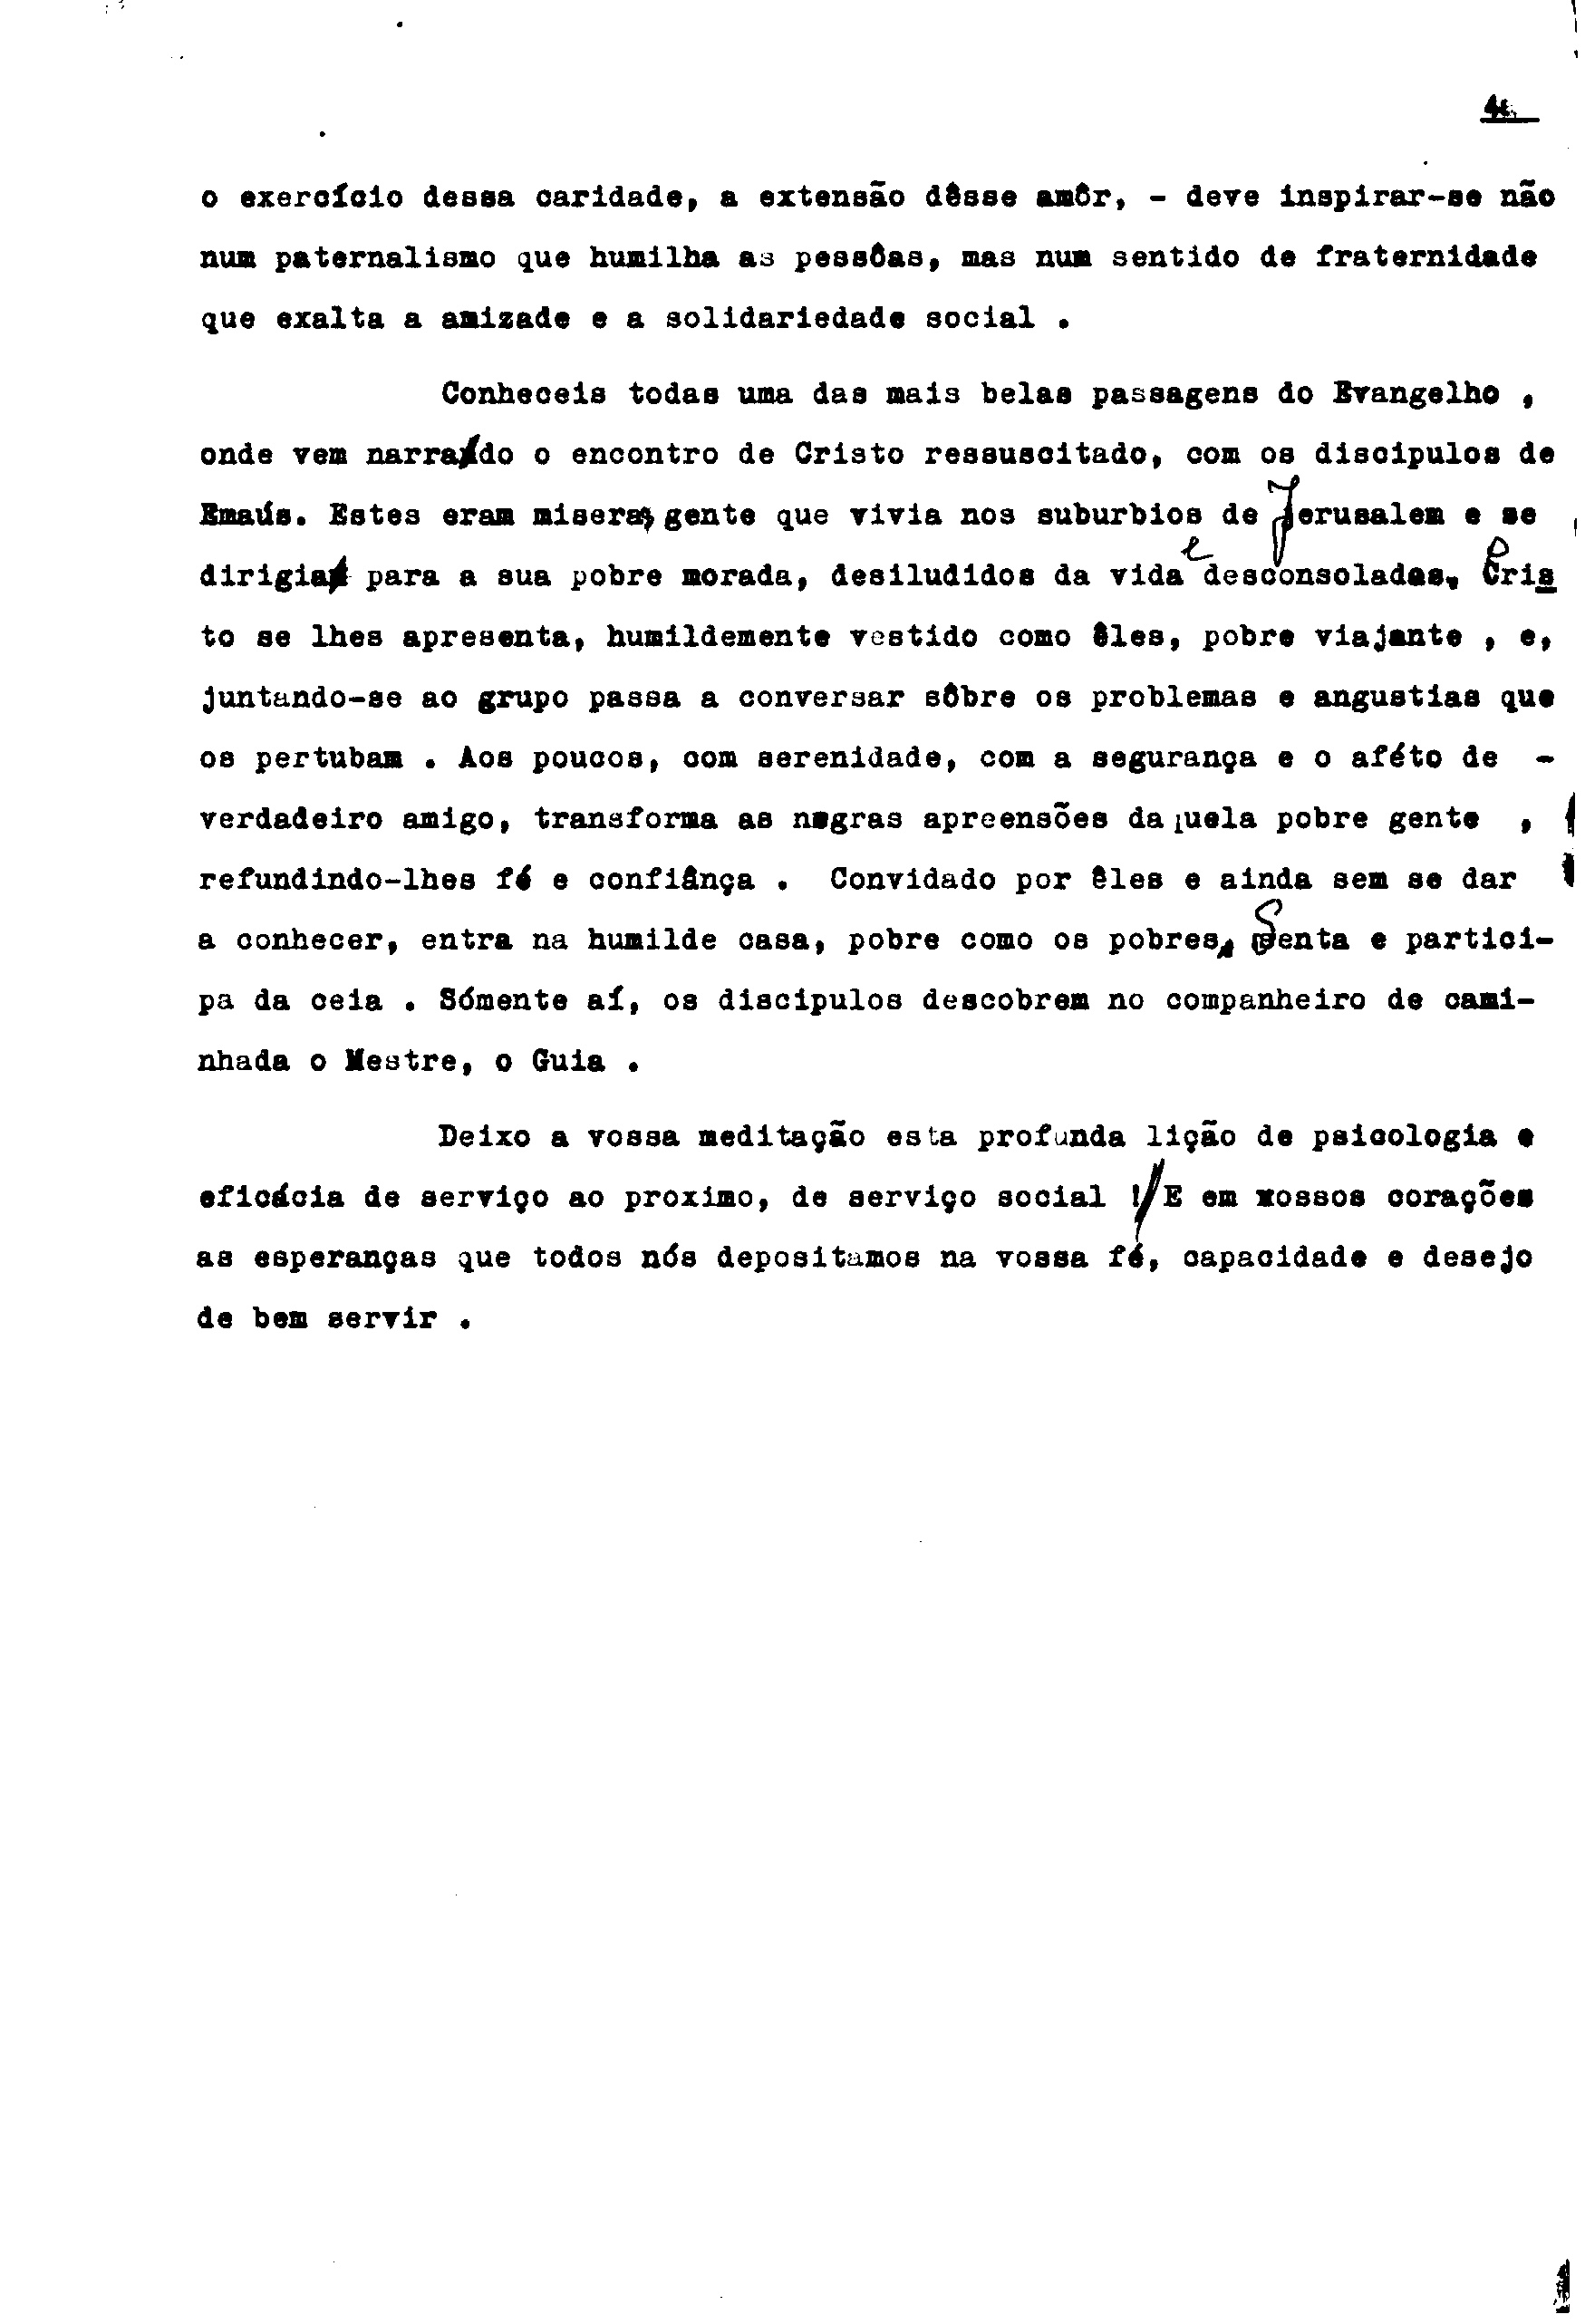 4.
o exercício dessa caridade, a extensão dêsse amôr, - deve inspirar-se não
num paternalismo que humilha as pessôas, mas num sentido de fraternidade
que exalta a amizade e a solidariedade social .
Conheceis todas uma das mais belas passagens do Evangelho ,
onde vem narrado o encontro de Cristo ressuscitado, com os discipulos de
Emaús. Estes eram misera gente que vivia nos suburbios de Jerusalem e se
dirigia para a sua pobre morada, desiludidos da vida e desconsolados. Cris
to se lhes apresenta, humildemente vestido como êles, pobre viajante , e,
juntando-se ao grupo passa a conversar sôbre os problemas e angustias que
os pertubam . Aos poucos, com serenidade, com a segurança e o aféto de -
verdadeiro amigo, transforma as negras apreensões daquela pobre gente ,
refundindo-lhes fé e confiânça . Convidado por êles e ainda sem se dar
a conhecer, entra na humilde casa, pobre como os pobres. Senta e partici-
pa da ceia . Sómente aí, os discipulos descobrem no companheiro de cami-
nhada o Mestre, o Guia .
Deixo a vossa meditação esta profunda lição de psicologia e
eficácia de serviço ao proximo, de serviço social ! E em vossos corações
as esperanças que todos nós depositamos na vossa fé, capacidade e desejo
de bem servir .